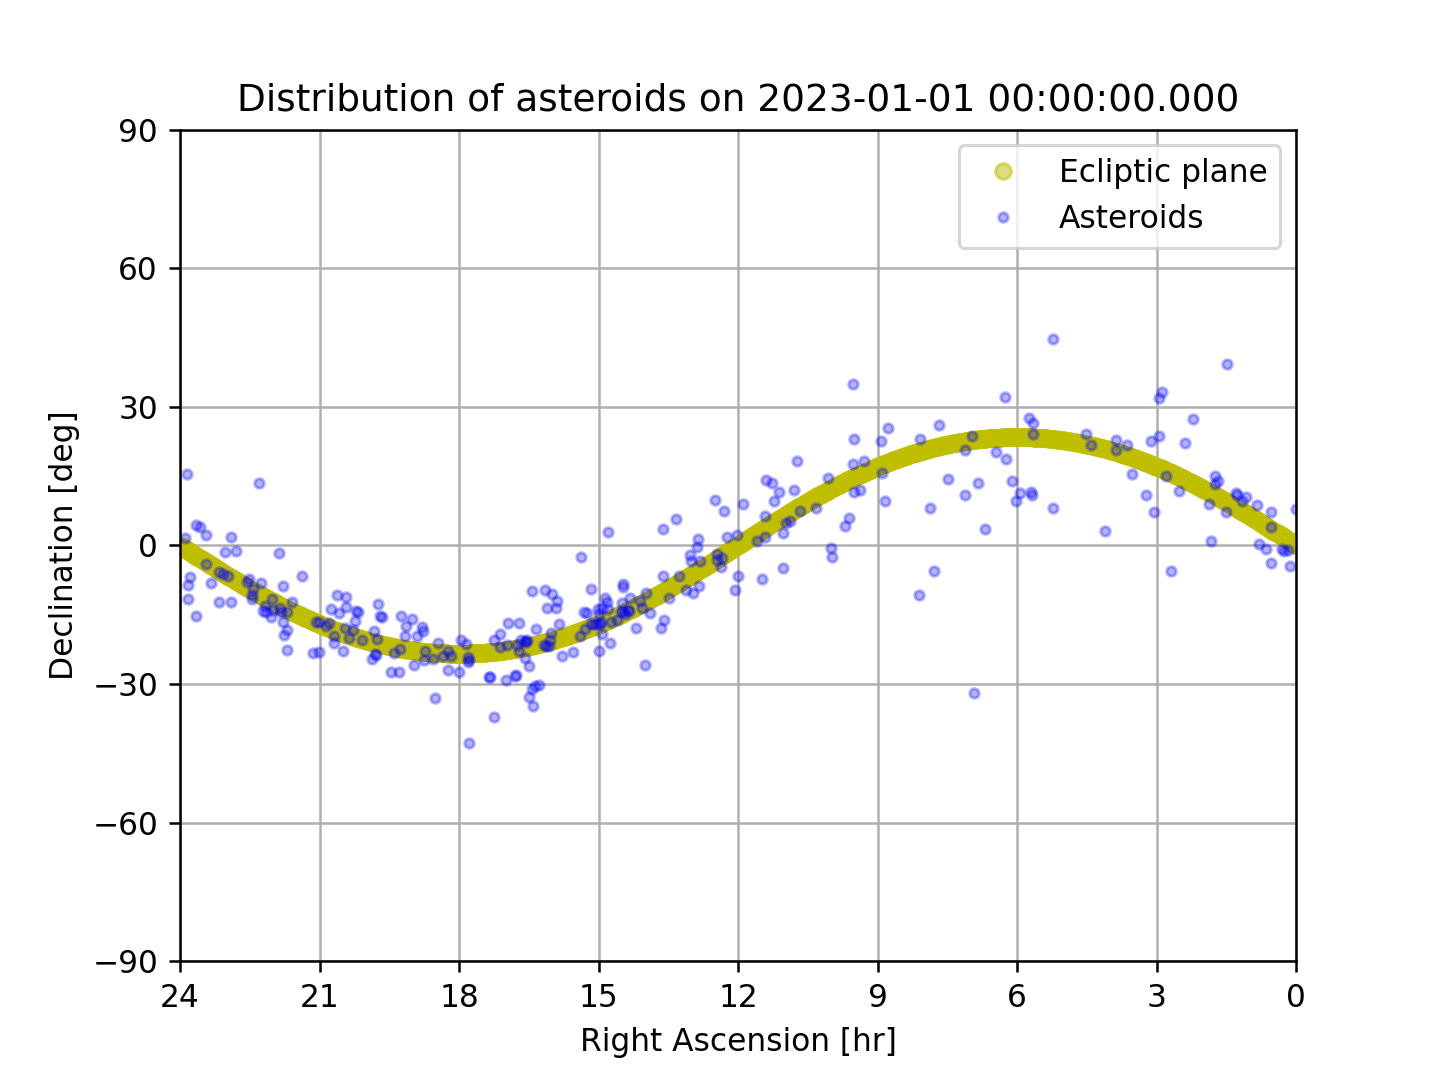 Distribution of asteroids on 2023-01-01 00:00:00.000
Ecliptic plane
Asteroids
90
60
30
0
−30
−60
−90
Declination [deg]
24 21 18 15 12 9 6 3 0
Right Ascension [hr]